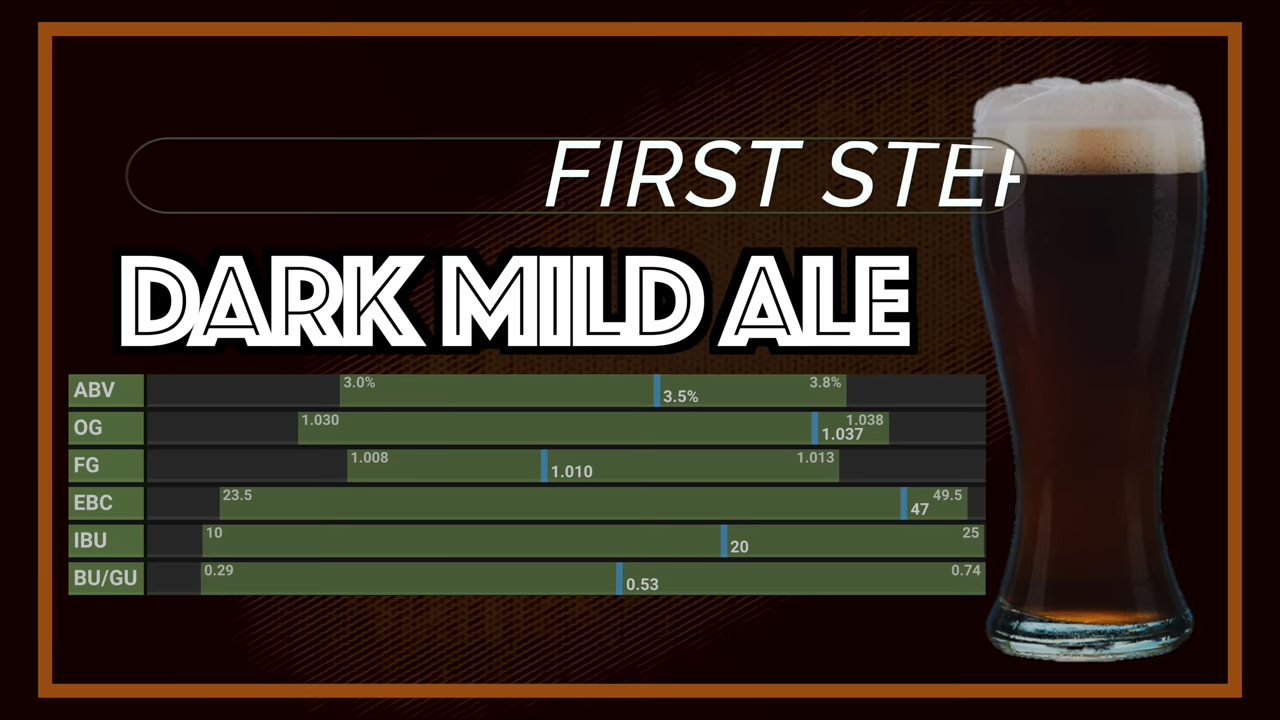 FIRST STEP
DARK MILD ALE
ABV 3.0% 3.5% 3.8%
OG 1.030 1.037 1.038
FG 1.008 1.010 1.013
EBC 23.5 47 49.5
IBU 10 20 25
BU/GU 0.29 0.53 0.74